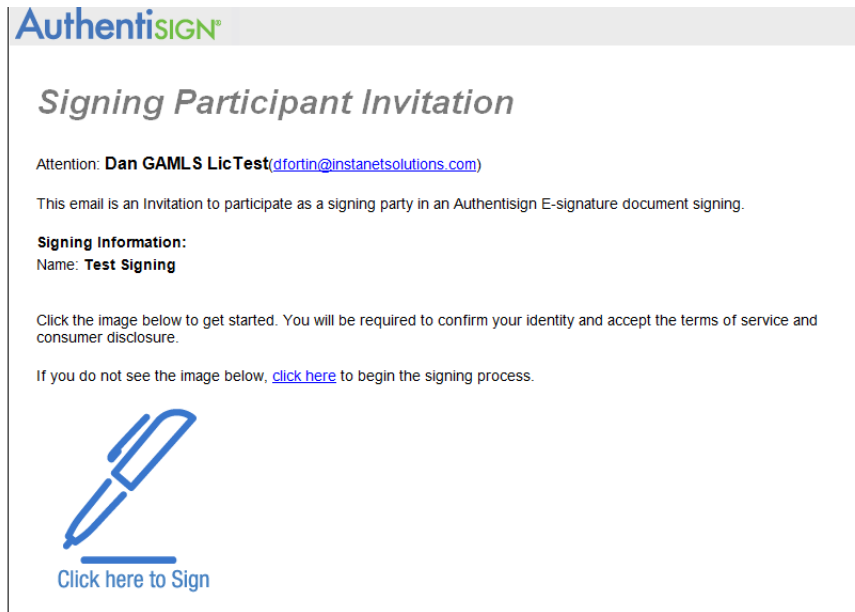 AuthentiSIGN®
Signing Participant Invitation
Attention: Dan GAMLS LicTest(dfortin@instanetsolutions.com)
This email is an Invitation to participate as a signing party in an Authentisign E-signature document signing.
Signing Information:
Name: Test Signing
Click the image below to get started. You will be required to confirm your identity and accept the terms of service and
consumer disclosure.
If you do not see the image below, click here to begin the signing process.
Click here to Sign